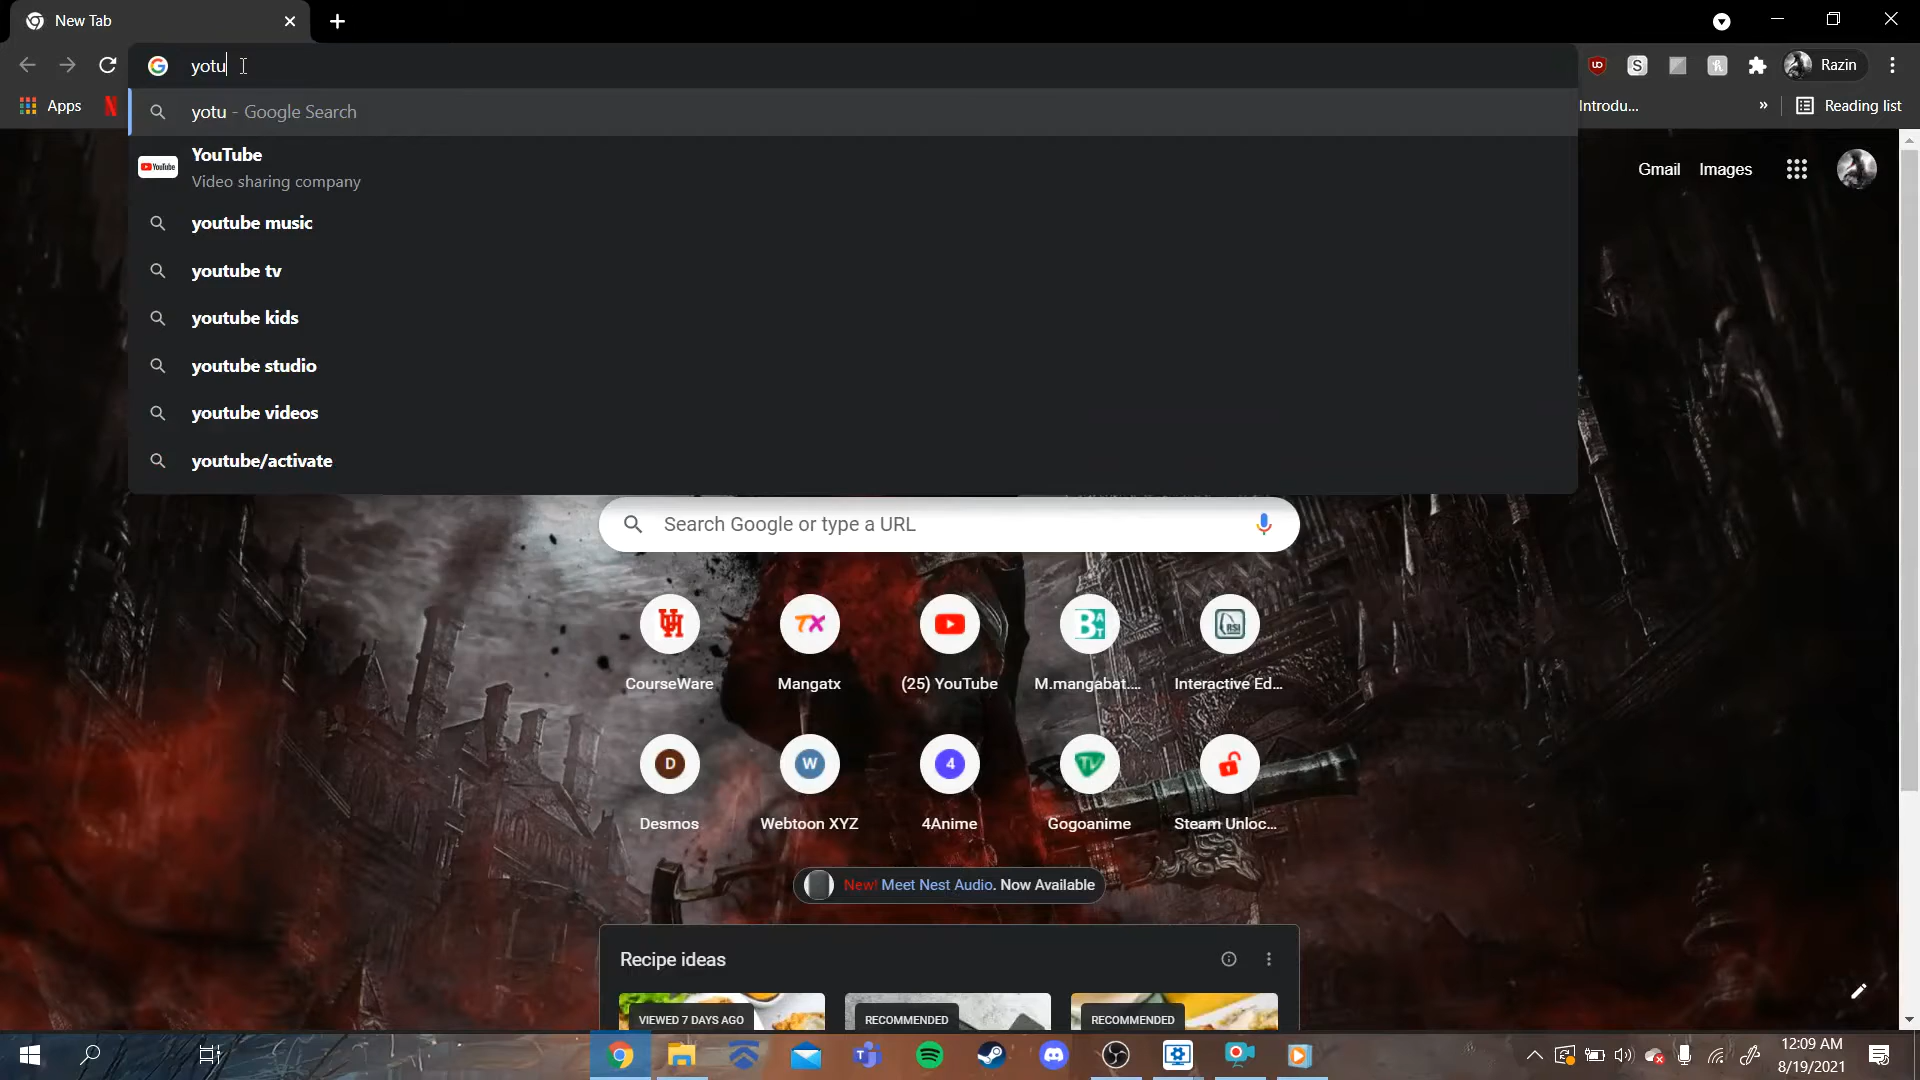 New Tab
yotu
Razin
Apps
Introdu...
» Reading list
yotu - Google Search
YouTube
Video sharing company
youtube music
youtube tv
youtube kids
youtube studio
youtube videos
youtube/activate
Gmail Images
Search Google or type a URL
CourseWare
Mangatx
(25) YouTube
M.mangabat....
Interactive Ed...
Desmos
Webtoon XYZ
4Anime
Gogoanime
Steam Unloc...
New! Meet Nest Audio. Now Available
Recipe ideas
VIEWED 7 DAYS AGO
RECOMMENDED
RECOMMENDED
12:09 AM
8/19/2021